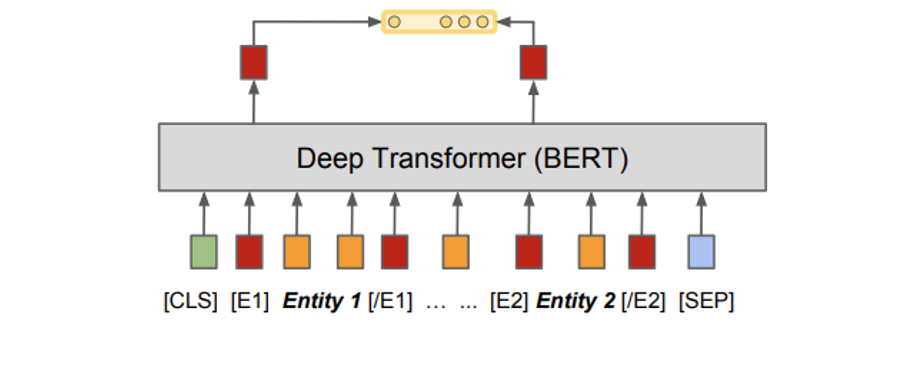 Deep Transformer (BERT)
[CLS] [E1] Entity 1 [/E1] ... ... [E2] Entity 2 [/E2] [SEP]